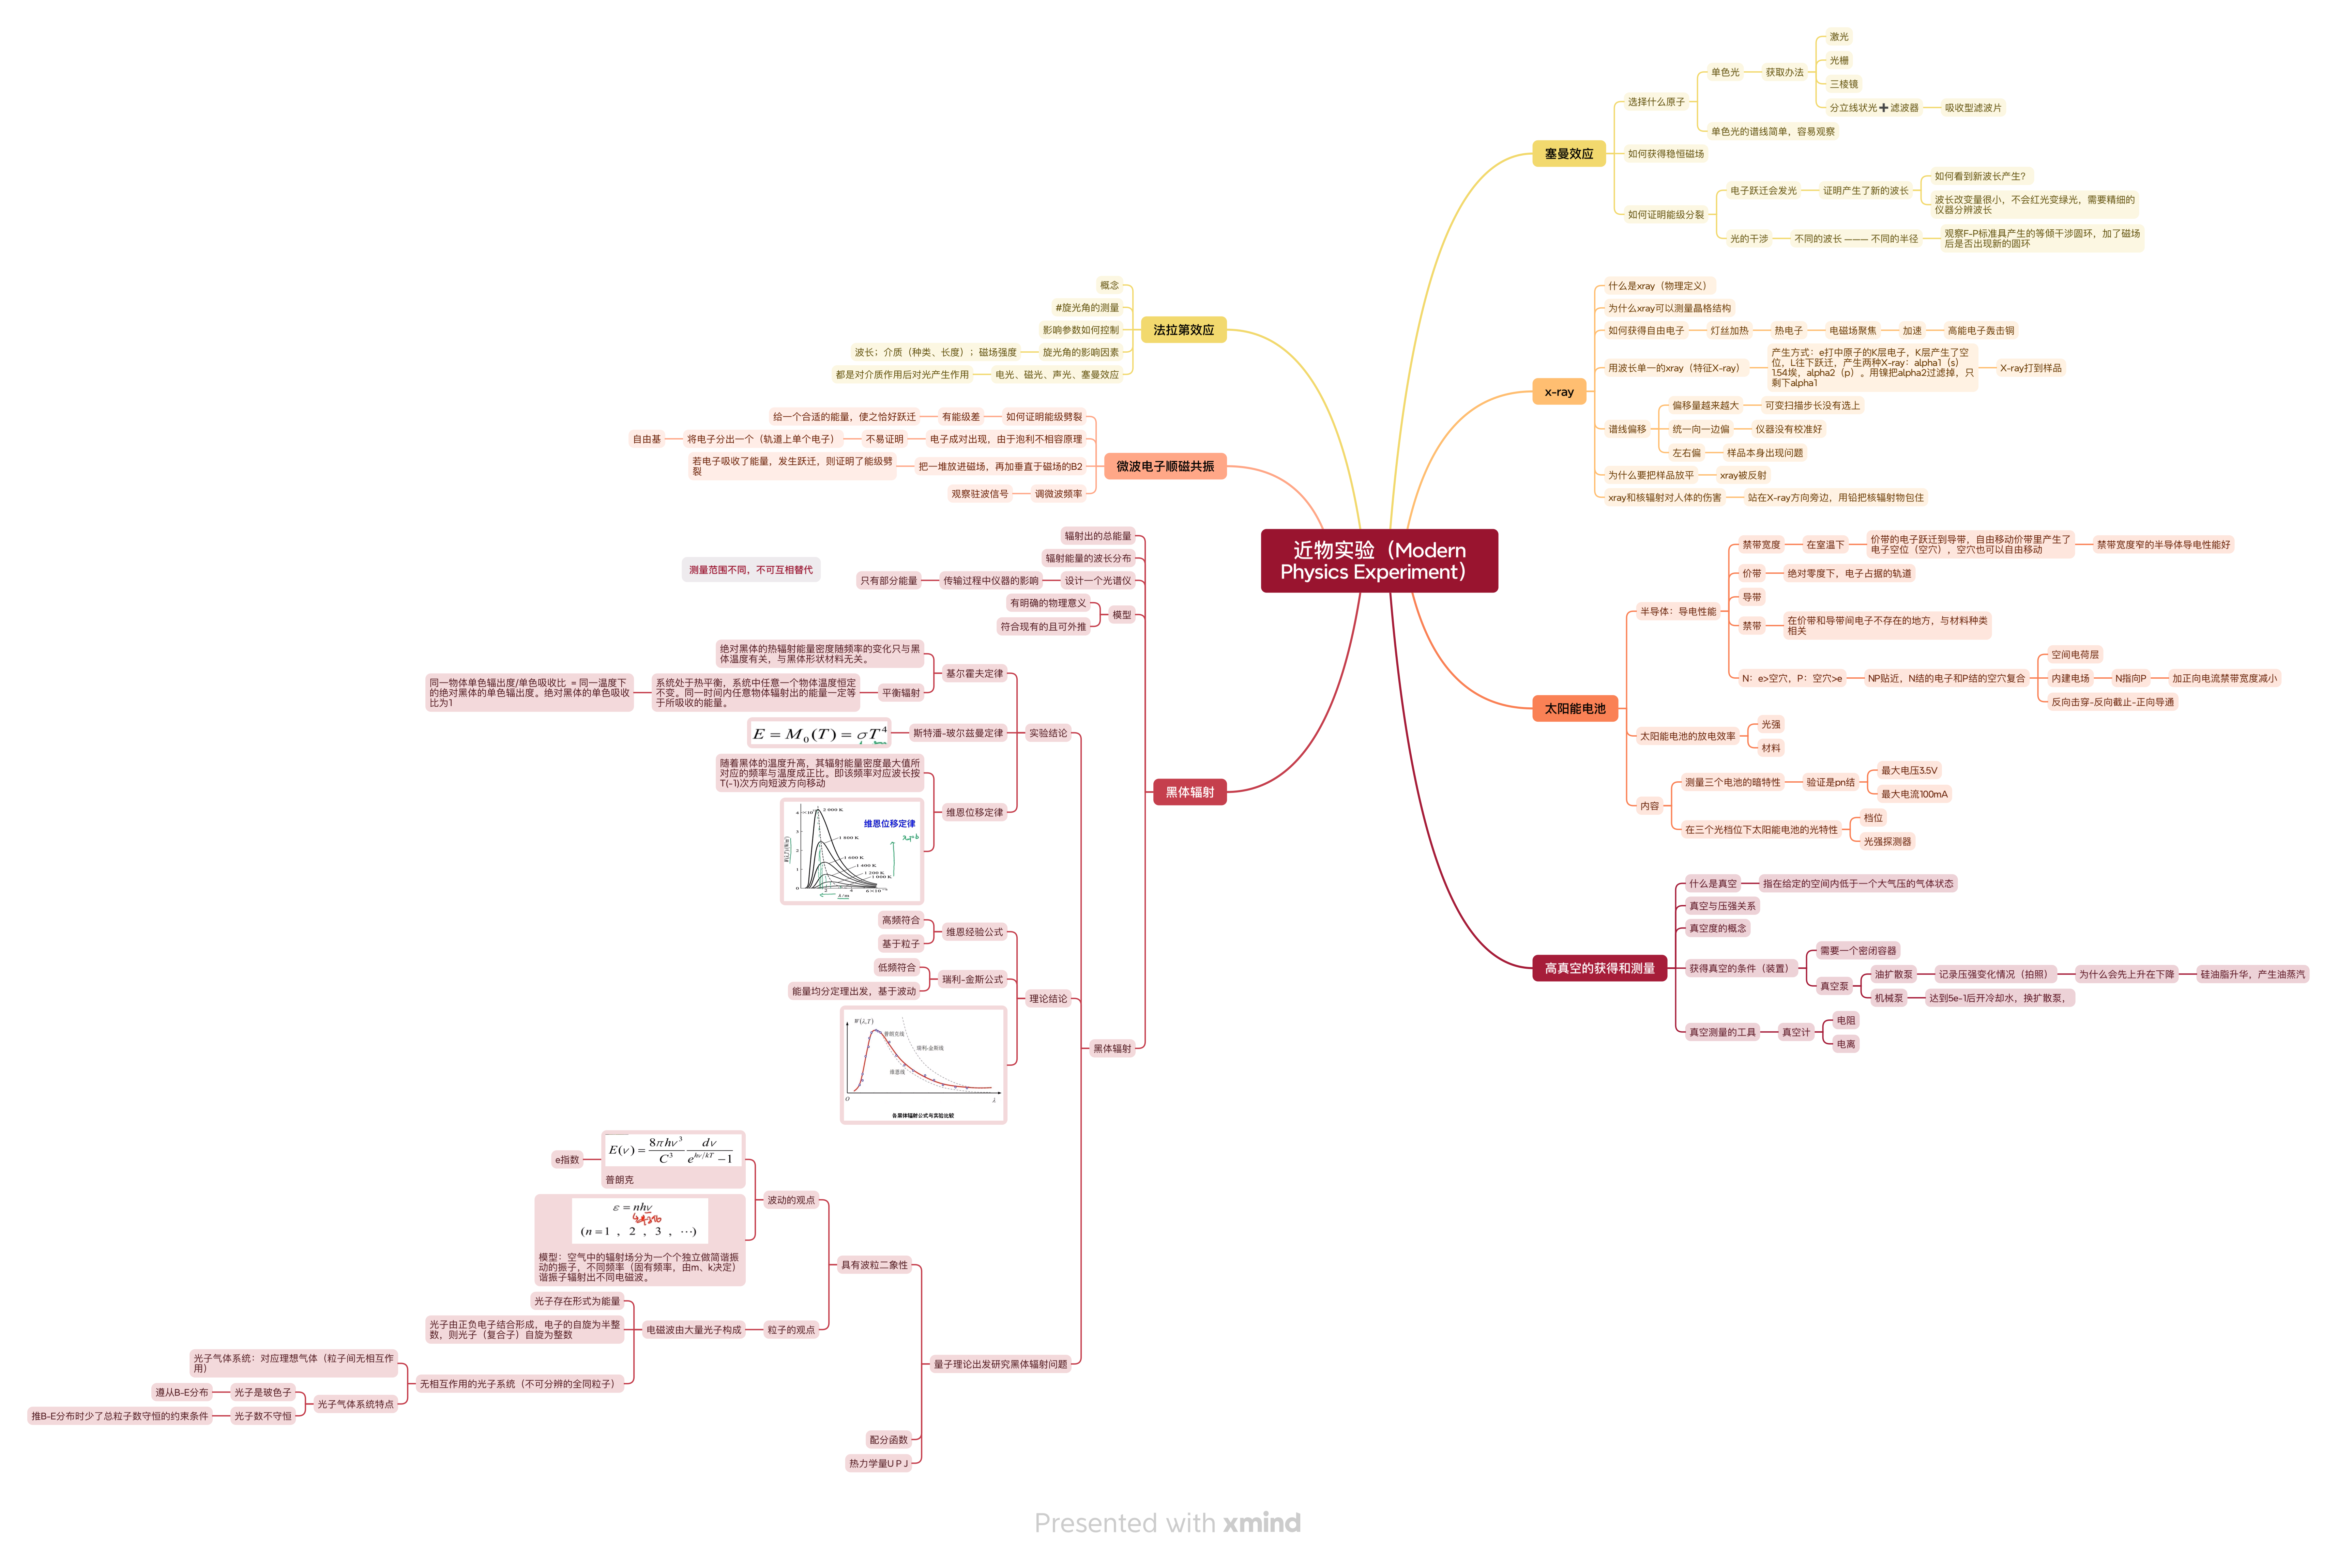 近物实验（Modern
Physics Experiment）
塞曼效应
选择什么原子
单色光
获取办法
激光
光栅
三棱镜
分立线状光➕滤波器
吸收型滤波片
单色光的谱线简单，容易观察
如何获得稳恒磁场
如何证明能级分裂
电子跃迁会发光
证明产生了新的波长
如何看到新波长产生？
波长改变量很小，不会红光变绿光，需要精细的
仪器分辨波长
光的干涉
不同的波长 ——— 不同的半径
观察F-P标准具产生的等倾干涉圆环，加了磁场
后是否出现新的圆环
x-ray
什么是xray（物理定义）
为什么xray可以测量晶格结构
如何获得自由电子
灯丝加热
热电子
电磁场聚焦
加速
高能电子轰击铜
用波长单一的xray（特征X-ray）
产生方式：e打中原子的K层电子，K层产生了空
位，L往下跃迁，产生两种X-ray：alpha1（s）
1.54埃，alpha2（p）。用镍把alpha2过滤掉，只
剩下alpha1
X-ray打到样品
谱线偏移
偏移量越来越大
可变扫描步长没有选上
统一向一边偏
仪器没有校准好
左右偏
样品本身出现问题
为什么要把样品放平
xray被反射
xray和核辐射对人体的伤害
站在X-ray方向旁边，用铅把核辐射物包住
太阳能电池
半导体：导电性能
禁带宽度
在室温下
价带的电子跃迁到导带，自由移动价带里产生了
电子空位（空穴），空穴也可以自由移动
禁带宽度窄的半导体导电性能好
价带
绝对零度下，电子占据的轨道
导带
禁带
在价带和导带间电子不存在的地方，与材料种类
相关
N：e>空穴，P：空穴>e
NP贴近，N结的电子和P结的空穴复合
空间电荷层
内建电场
N指向P
加正向电流禁带宽度减小
反向击穿-反向截止-正向导通
太阳能电池的放电效率
光强
材料
内容
测量三个电池的暗特性
验证是pn结
最大电压3.5V
最大电流100mA
在三个光档位下太阳能电池的光特性
档位
光强探测器
高真空的获得和测量
什么是真空
指在给定的空间内低于一个大气压的气体状态
真空与压强关系
真空度的概念
获得真空的条件（装置）
需要一个密闭容器
真空泵
油扩散泵
记录压强变化情况（拍照）
为什么会先上升在下降
硅油脂升华，产生油蒸汽
机械泵
达到5e-1后开冷却水，换扩散泵，
真空测量的工具
真空计
电阻
电离
法拉第效应
概念
#旋光角的测量
影响参数如何控制
旋光角的影响因素
波长；介质（种类、长度）；磁场强度
电光、磁光、声光、塞曼效应
都是对介质作用后对光产生作用
微波电子顺磁共振
如何证明能级劈裂
有能级差
给一个合适的能量，使之恰好跃迁
电子成对出现，由于泡利不相容原理
不易证明
将电子分出一个（轨道上单个电子）
自由基
把一堆放进磁场，再加垂直于磁场的B2
若电子吸收了能量，发生跃迁，则证明了能级劈
裂
调微波频率
观察驻波信号
黑体辐射
辐射出的总能量
辐射能量的波长分布
设计一个光谱仪
传输过程中仪器的影响
只有部分能量
测量范围不同，不可互相替代
模型
有明确的物理意义
符合现有的且可外推
黑体辐射
实验结论
基尔霍夫定律
绝对黑体的热辐射能量密度随频率的变化只与黑
体温度有关，与黑体形状材料无关。
平衡辐射
系统处于热平衡，系统中任意一个物体温度恒定
不变。同一时间内任意物体辐射出的能量一定等
于所吸收的能量。
同一物体单色辐出度/单色吸收比 = 同一温度下
的绝对黑体的单色辐出度。绝对黑体的单色吸收
比为1
斯特潘-玻尔兹曼定律
E = M₀(T) = σT⁴
维恩位移定律
随着黑体的温度升高，其辐射能量密度最大值所
对应的频率与温度成正比。即该频率对应波长按
T(-1)次方向短波方向移动
维恩位移定律
2 000 K
1 800 K
1 600 K
1 400 K
1 200 K
1 000 K
理论结论
维恩经验公式
高频符合
基于粒子
瑞利-金斯公式
低频符合
能量均分定理出发，基于波动
W(λ,T)
普朗克线
瑞利-金斯线
维恩线
O
λ
各黑体辐射公式与实验比较
量子理论出发研究黑体辐射问题
具有波粒二象性
波动的观点
E(ν) = 8πhν³/C³ dν/(e^{hν/kT} − 1)
普朗克
e指数
ε = nhν
(n = 1 , 2 , 3 , ···)
模型：空气中的辐射场分为一个个独立做简谐振
动的振子，不同频率（固有频率，由m、k决定）
谐振子辐射出不同电磁波。
粒子的观点
电磁波由大量光子构成
光子存在形式为能量
光子由正负电子结合形成，电子的自旋为半整
数，则光子（复合子）自旋为整数
无相互作用的光子系统（不可分辨的全同粒子）
光子气体系统：对应理想气体（粒子间无相互作
用）
光子气体系统特点
光子是玻色子
遵从B-E分布
光子数不守恒
推B-E分布时少了总粒子数守恒的约束条件
配分函数
热力学量U P J
Presented with xmind